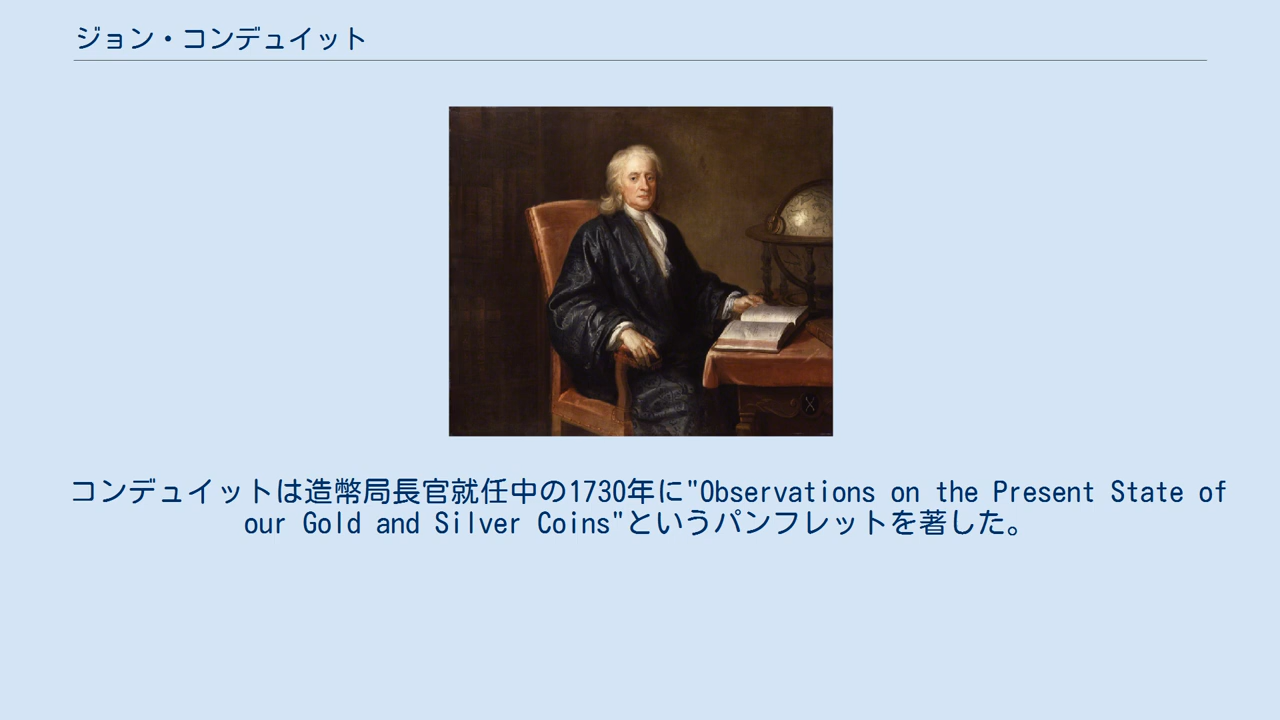 ジョン・コンデュイット
コンデュイットは造幣局長官就任中の1730年に"Observations on the Present State of
our Gold and Silver Coins"というパンフレットを著した。